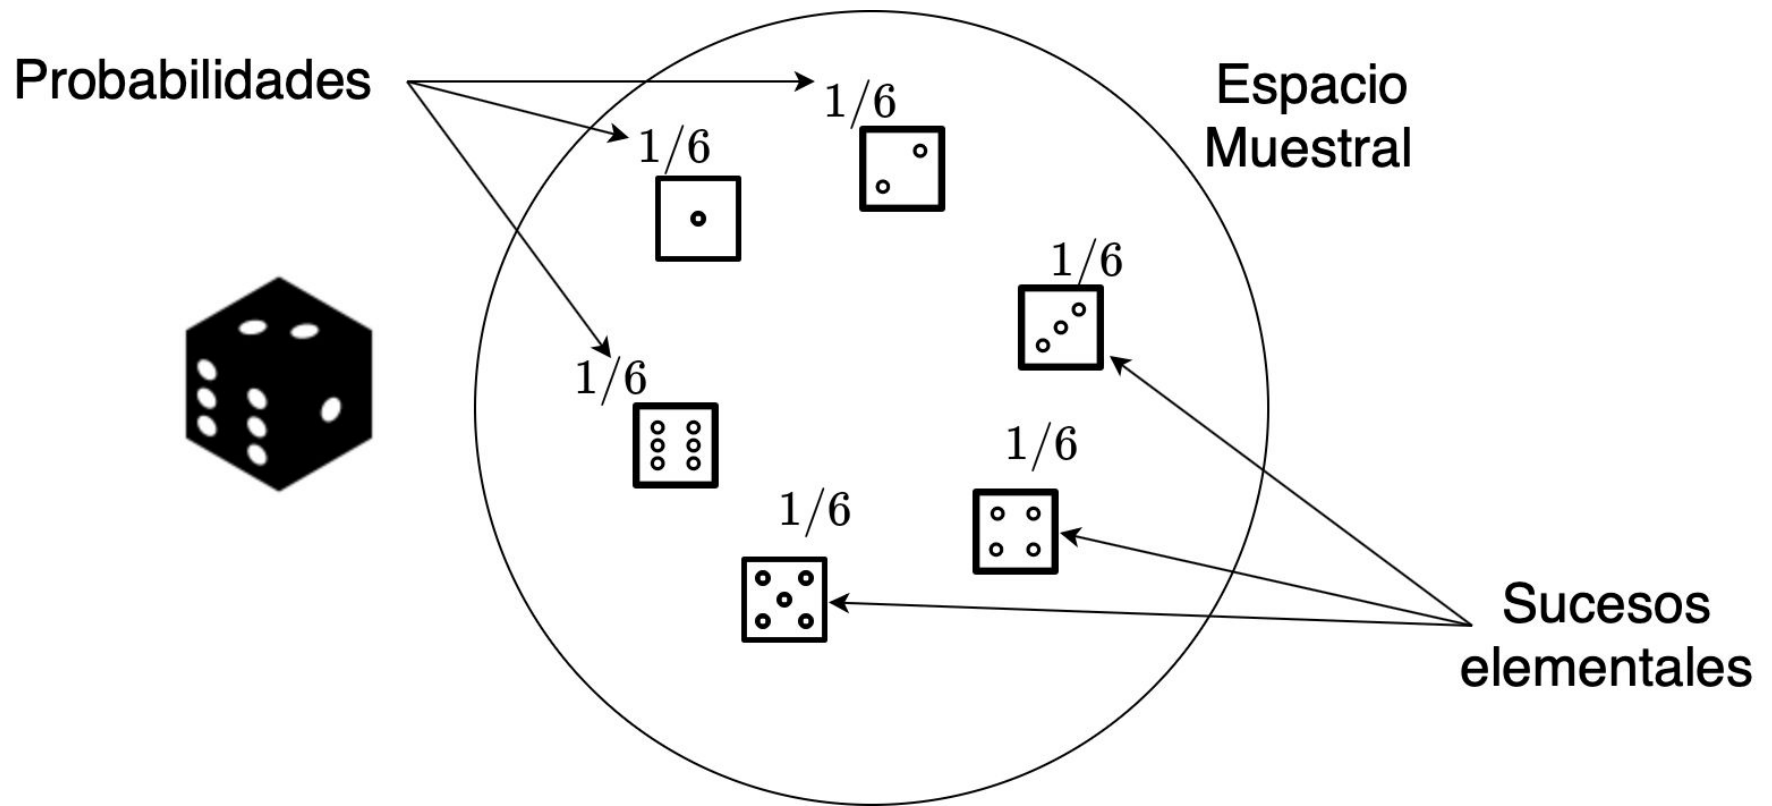 Probabilidades
1/6
1/6
Espacio
Muestral
1/6
1/6
1/6
1/6
Sucesos
elementales